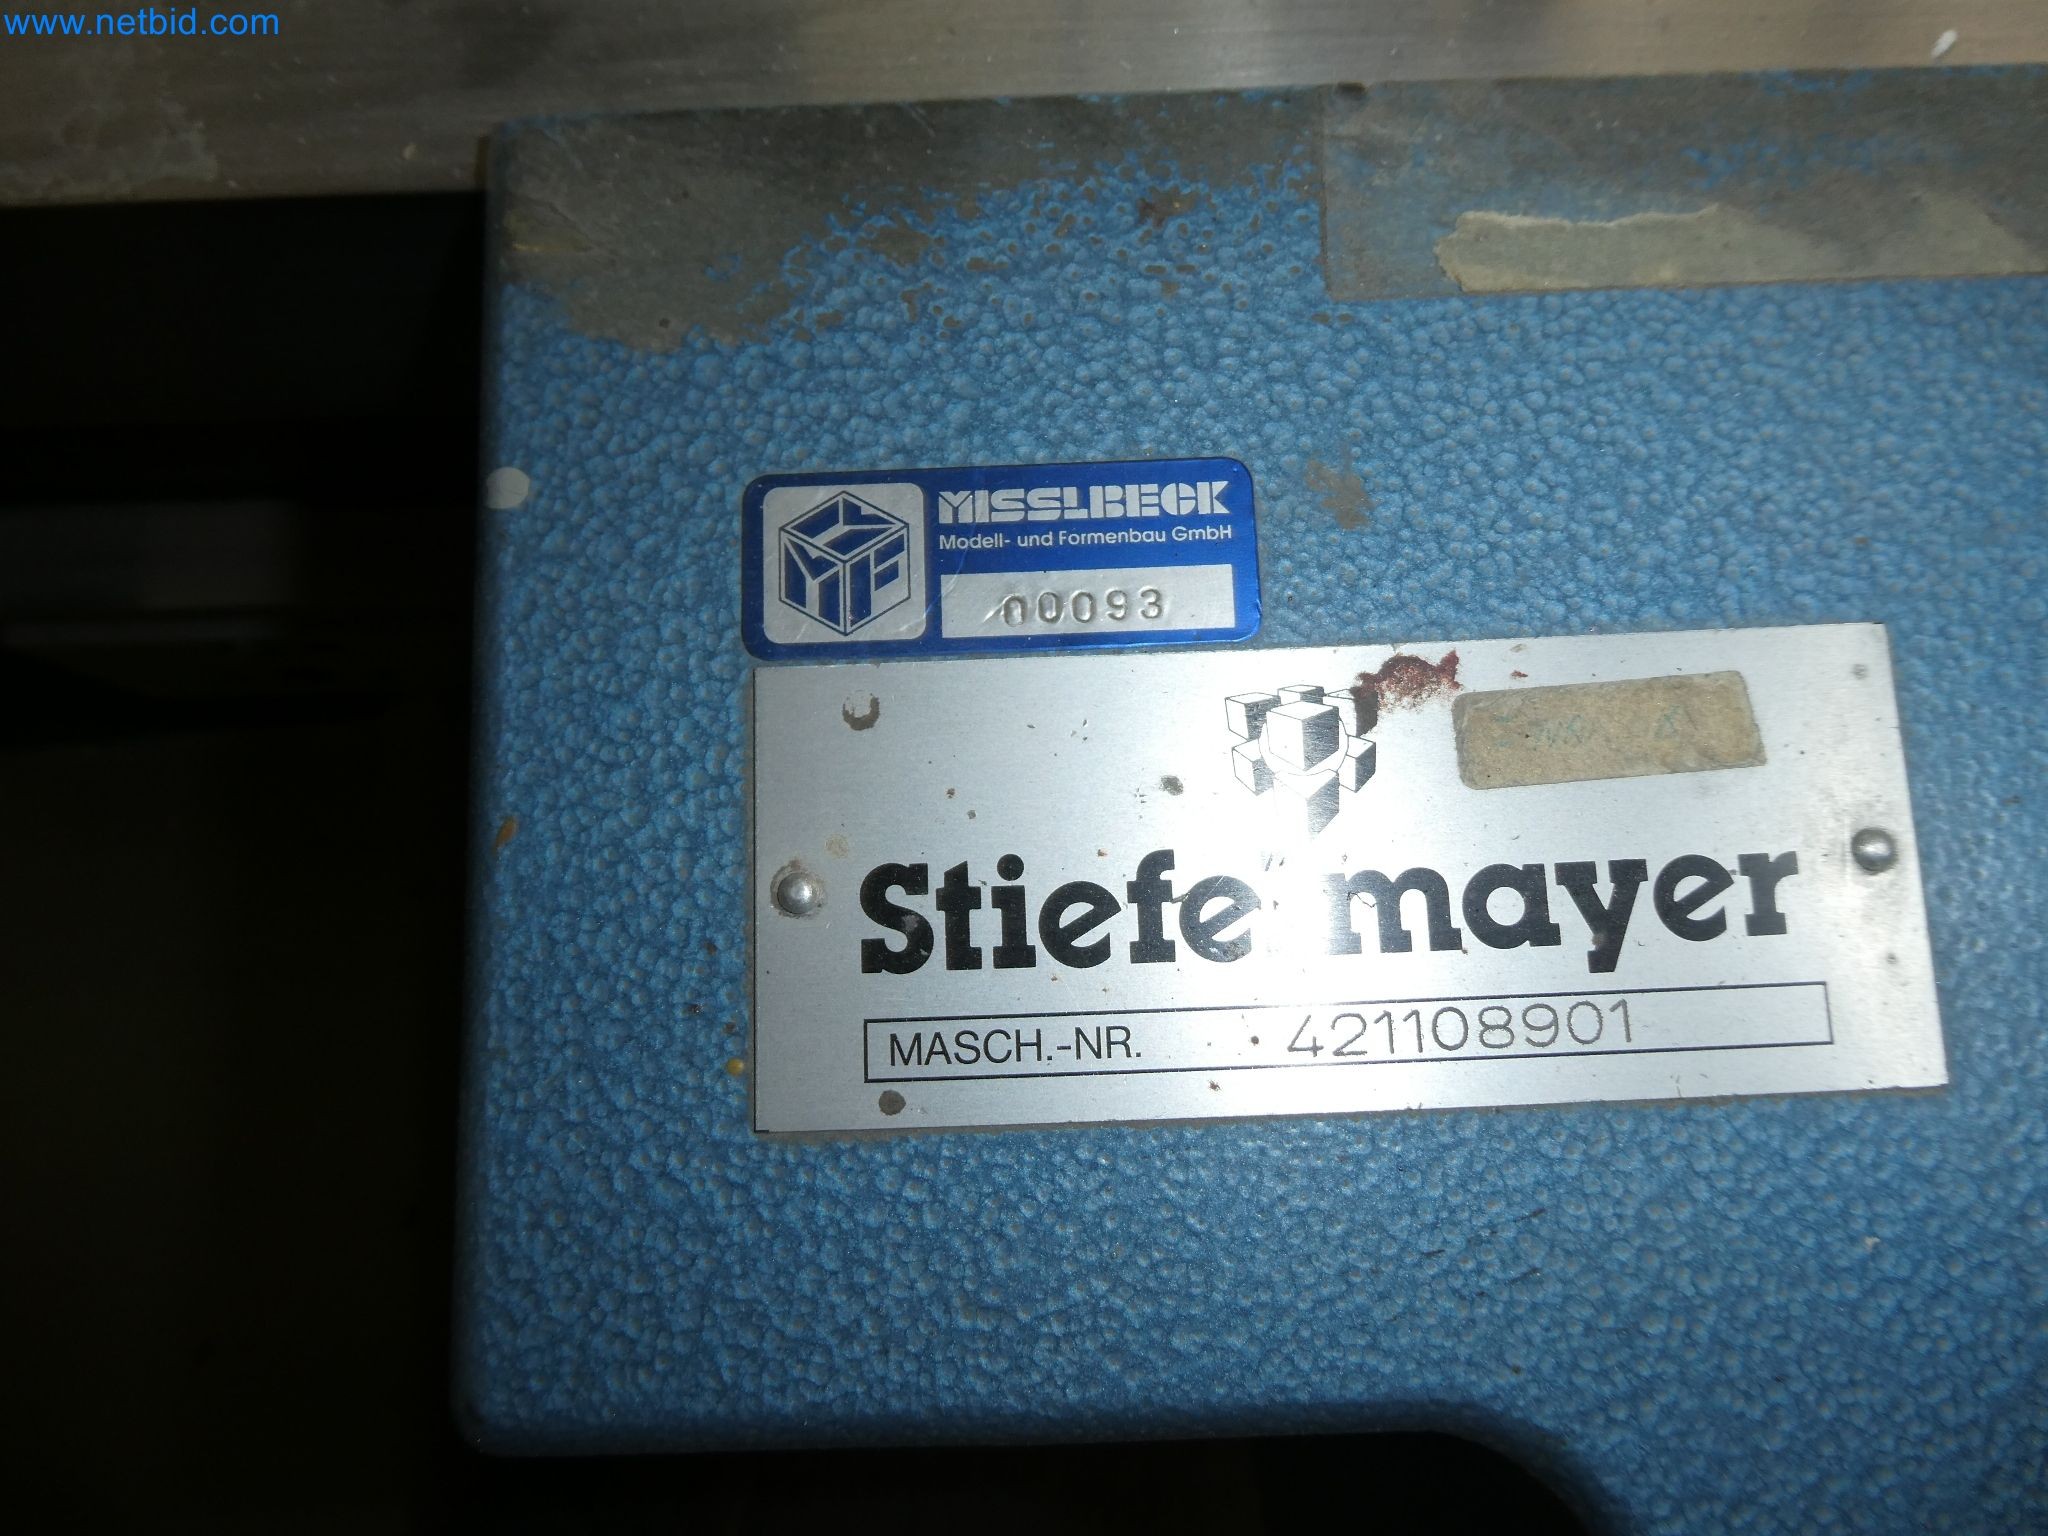 www.netbid.com
MISSLBECK
Modell- und Formenbau GmbH
00093
Stiefelmayer
MASCH.-NR. 421108901